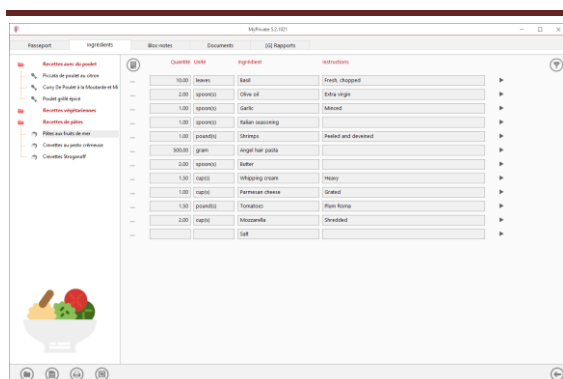 MyPrivate 5.2.1021
Passeport Ingrédients Bloc-notes Documents (G) Rapports
Recettes avec du poulet
Piccata de poulet au citron
Curry De Poulet à la Moutarde et Mi
Poulet grillé épicé
Recettes végétariennes
Recettes de pâtes
Pâtes aux fruits de mer
Crevettes au pesto crémeuse
Crevettes Stroganoff
Quantité Unité Ingrédient Instructions
10.00 leaves Basil Fresh, chopped
2.00 spoon(s) Olive oil Extra virgin
1.00 spoon(s) Garlic Minced
1.00 spoon(s) Italian seasoning
1.00 pound(s) Shrimps Peeled and deveined
500.00 gram Angel hair pasta
2.00 spoon(s) Butter
1.50 cup(s) Whipping cream Heavy
1.00 cup(s) Parmesan cheese Grated
1.50 pound(s) Tomatoes Plum Roma
2.00 cup(s) Mozzarella Shredded
Salt